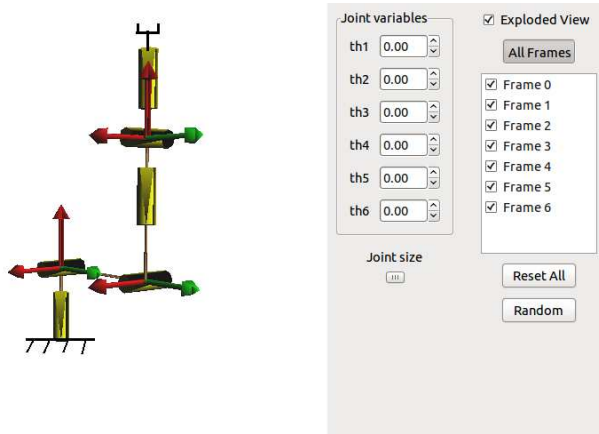 Joint variables
Exploded View
th1 0.00
All Frames
th2 0.00
th3 0.00
th4 0.00
th5 0.00
th6 0.00
Frame 0
Frame 1
Frame 2
Frame 3
Frame 4
Frame 5
Frame 6
Joint size
Reset All
Random